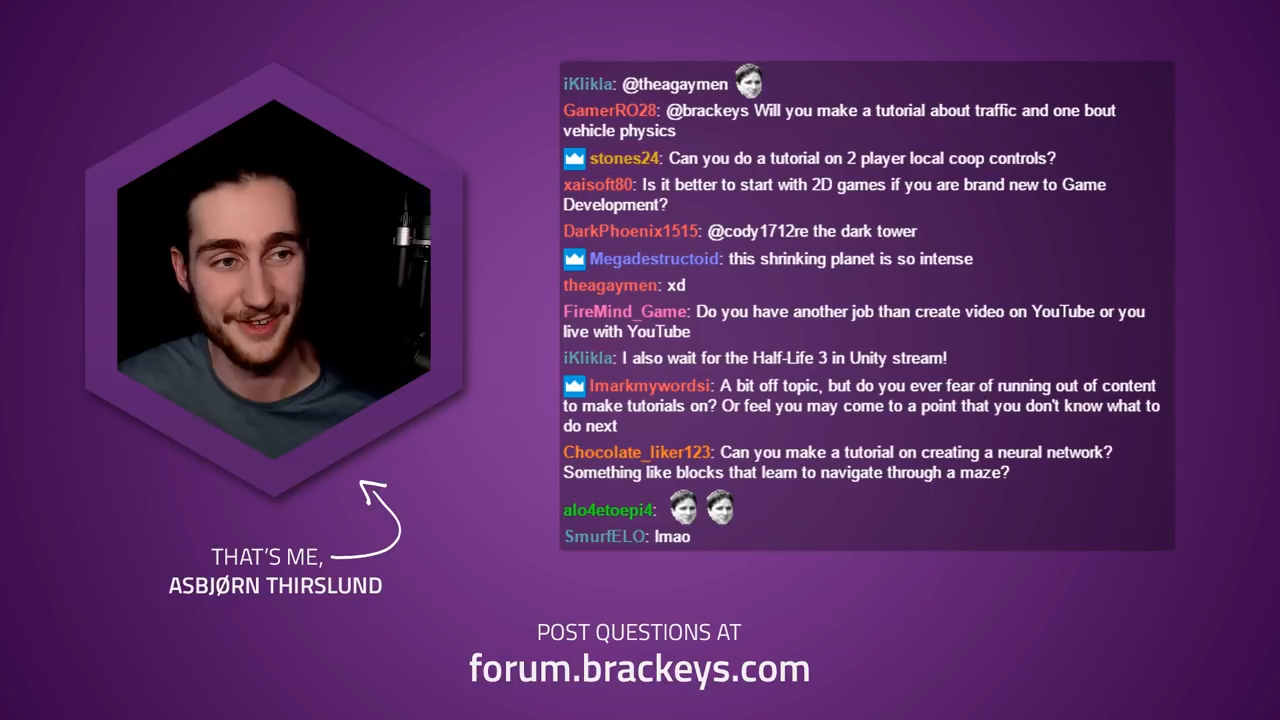 iKlikla: @theagaymen
GamerRO28: @brackeys Will you make a tutorial about traffic and one bout
vehicle physics
stones24: Can you do a tutorial on 2 player local coop controls?
xaisoft80: Is it better to start with 2D games if you are brand new to Game
Development?
DarkPhoenix1515: @cody1712re the dark tower
Megadestructoid: this shrinking planet is so intense
theagaymen: xd
FireMind_Game: Do you have another job than create video on YouTube or you
live with YouTube
iKlikla: I also wait for the Half-Life 3 in Unity stream!
Imarkmywordsi: A bit off topic, but do you ever fear of running out of content
to make tutorials on? Or feel you may come to a point that you don't know what to
do next
Chocolate_liker123: Can you make a tutorial on creating a neural network?
Something like blocks that learn to navigate through a maze?
alo4etoepi4:
SmurfELO: lmao
THAT'S ME,
ASBJØRN THIRSLUND
POST QUESTIONS AT
forum.brackeys.com